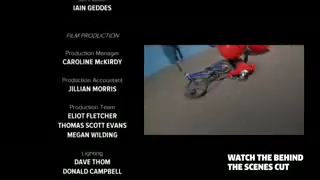 IAIN GEDDES
FILM PRODUCTION
Production Manager
CAROLINE McKIRDY
Production Accountant
JILLIAN MORRIS
Production Team
ELIOT FLETCHER
THOMAS SCOTT EVANS
MEGAN WILDING
Lighting
DAVE THOM
DONALD CAMPBELL
WATCH THE BEHIND
THE SCENES CUT